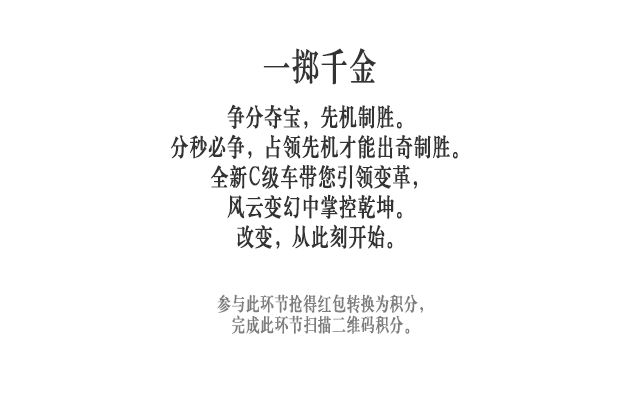 一掷千金
争分夺宝，先机制胜。
分秒必争，占领先机才能出奇制胜。
全新C级车带您引领变革，
风云变幻中掌控乾坤。
改变，从此刻开始。
参与此环节抢得红包转换为积分，
完成此环节扫描二维码积分。